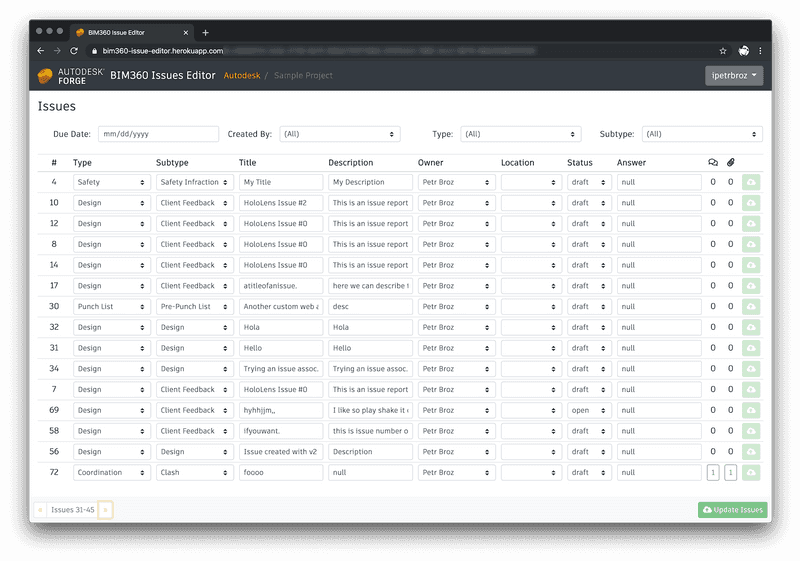 BIM360 Issue Editor
bim360-issue-editor.herokuapp.com
AUTODESK® FORGE BIM360 Issues Editor Autodesk / Sample Project ipetrbroz
Issues
Due Date: mm/dd/yyyy Created By: (All) Type: (All) Subtype: (All)
# Type Subtype Title Description Owner Location Status Answer
4 Safety Safety Infraction My Title My Description Petr Broz draft null 0 0
10 Design Client Feedback HoloLens Issue #2 This is an issue report Petr Broz draft null 0 0
12 Design Client Feedback HoloLens Issue #0 This is an issue report Petr Broz draft null 0 0
8 Design Client Feedback HoloLens Issue #0 This is an issue report Petr Broz draft null 0 0
14 Design Client Feedback HoloLens Issue #0 This is an issue report Petr Broz draft null 0 0
17 Design Client Feedback atitleofanissue. here we can describe t Petr Broz draft null 0 0
30 Punch List Pre-Punch List Another custom web a desc Petr Broz draft null 0 0
32 Design Design Hola Hola Petr Broz draft null 0 0
31 Design Design Hello Hello Petr Broz draft null 0 0
34 Design Design Trying an issue assoc. Trying an issue assoc. Petr Broz draft null 0 0
7 Design Client Feedback HoloLens Issue #0 This is an issue report Petr Broz draft null 0 0
69 Design Client Feedback hyhhjjm,, I like so play shake it Petr Broz open null 0 0
58 Design Client Feedback ifyouwant. this is issue number o Petr Broz draft null 0 0
56 Design Design Issue created with v2 Description Petr Broz draft null 0 0
72 Coordination Clash foooo null Petr Broz draft null 1 1
« Issues 31-45 » Update Issues